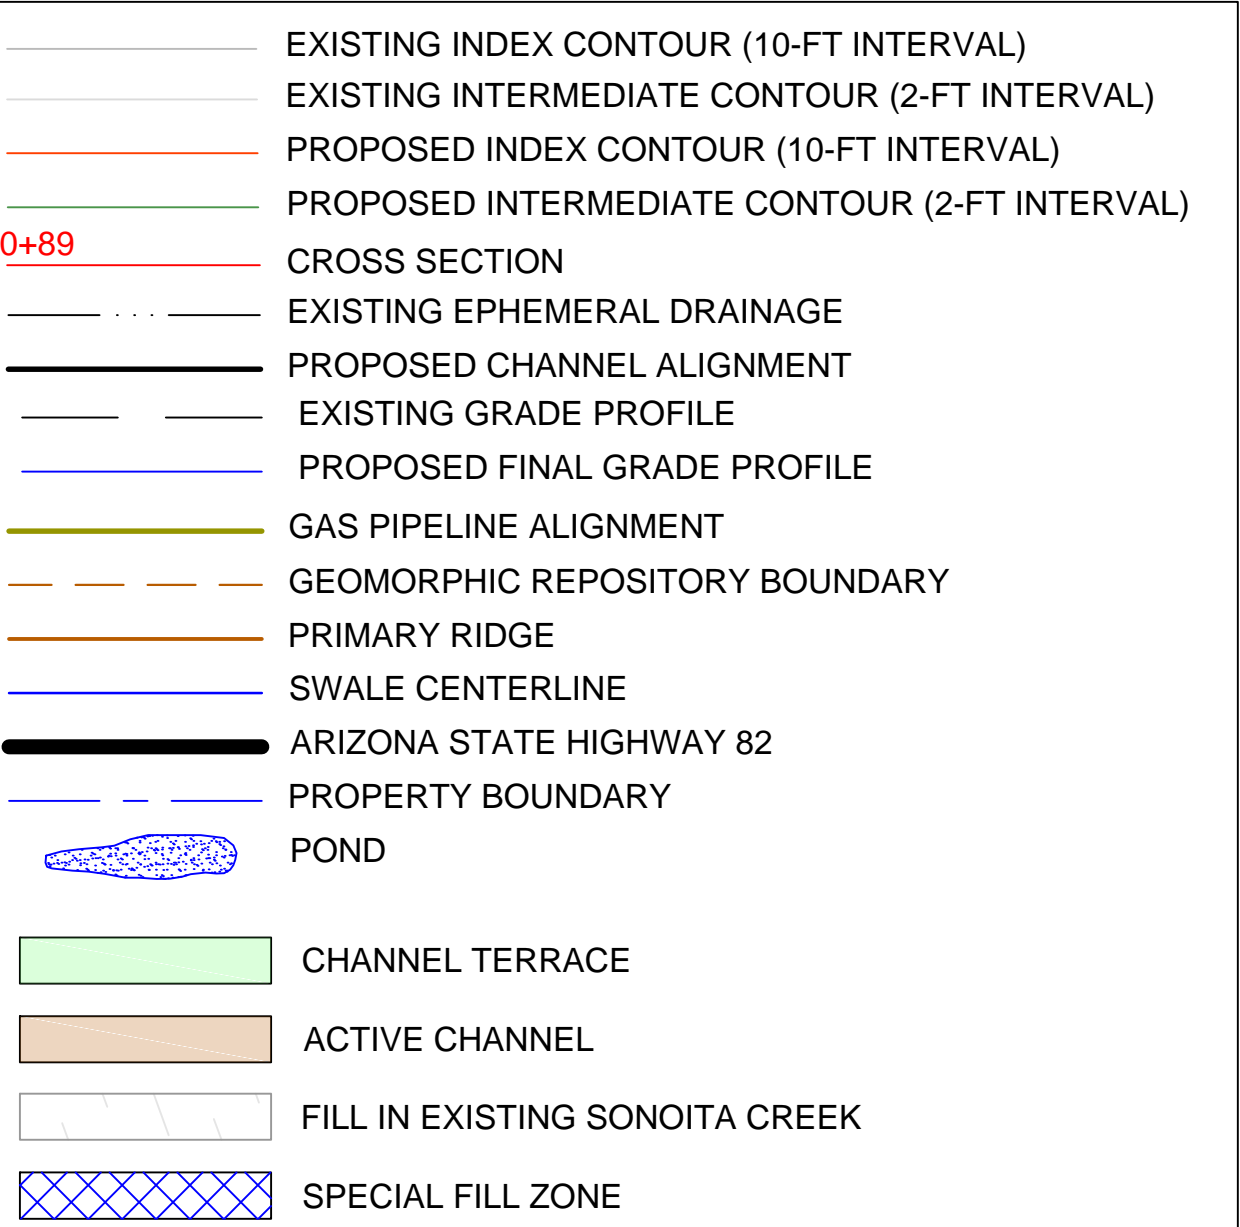 EXISTING INDEX CONTOUR (10-FT INTERVAL)
EXISTING INTERMEDIATE CONTOUR (2-FT INTERVAL)
PROPOSED INDEX CONTOUR (10-FT INTERVAL)
PROPOSED INTERMEDIATE CONTOUR (2-FT INTERVAL)
0+89
CROSS SECTION
EXISTING EPHEMERAL DRAINAGE
PROPOSED CHANNEL ALIGNMENT
EXISTING GRADE PROFILE
PROPOSED FINAL GRADE PROFILE
GAS PIPELINE ALIGNMENT
GEOMORPHIC REPOSITORY BOUNDARY
PRIMARY RIDGE
SWALE CENTERLINE
ARIZONA STATE HIGHWAY 82
PROPERTY BOUNDARY
POND
CHANNEL TERRACE
ACTIVE CHANNEL
FILL IN EXISTING SONOITA CREEK
SPECIAL FILL ZONE